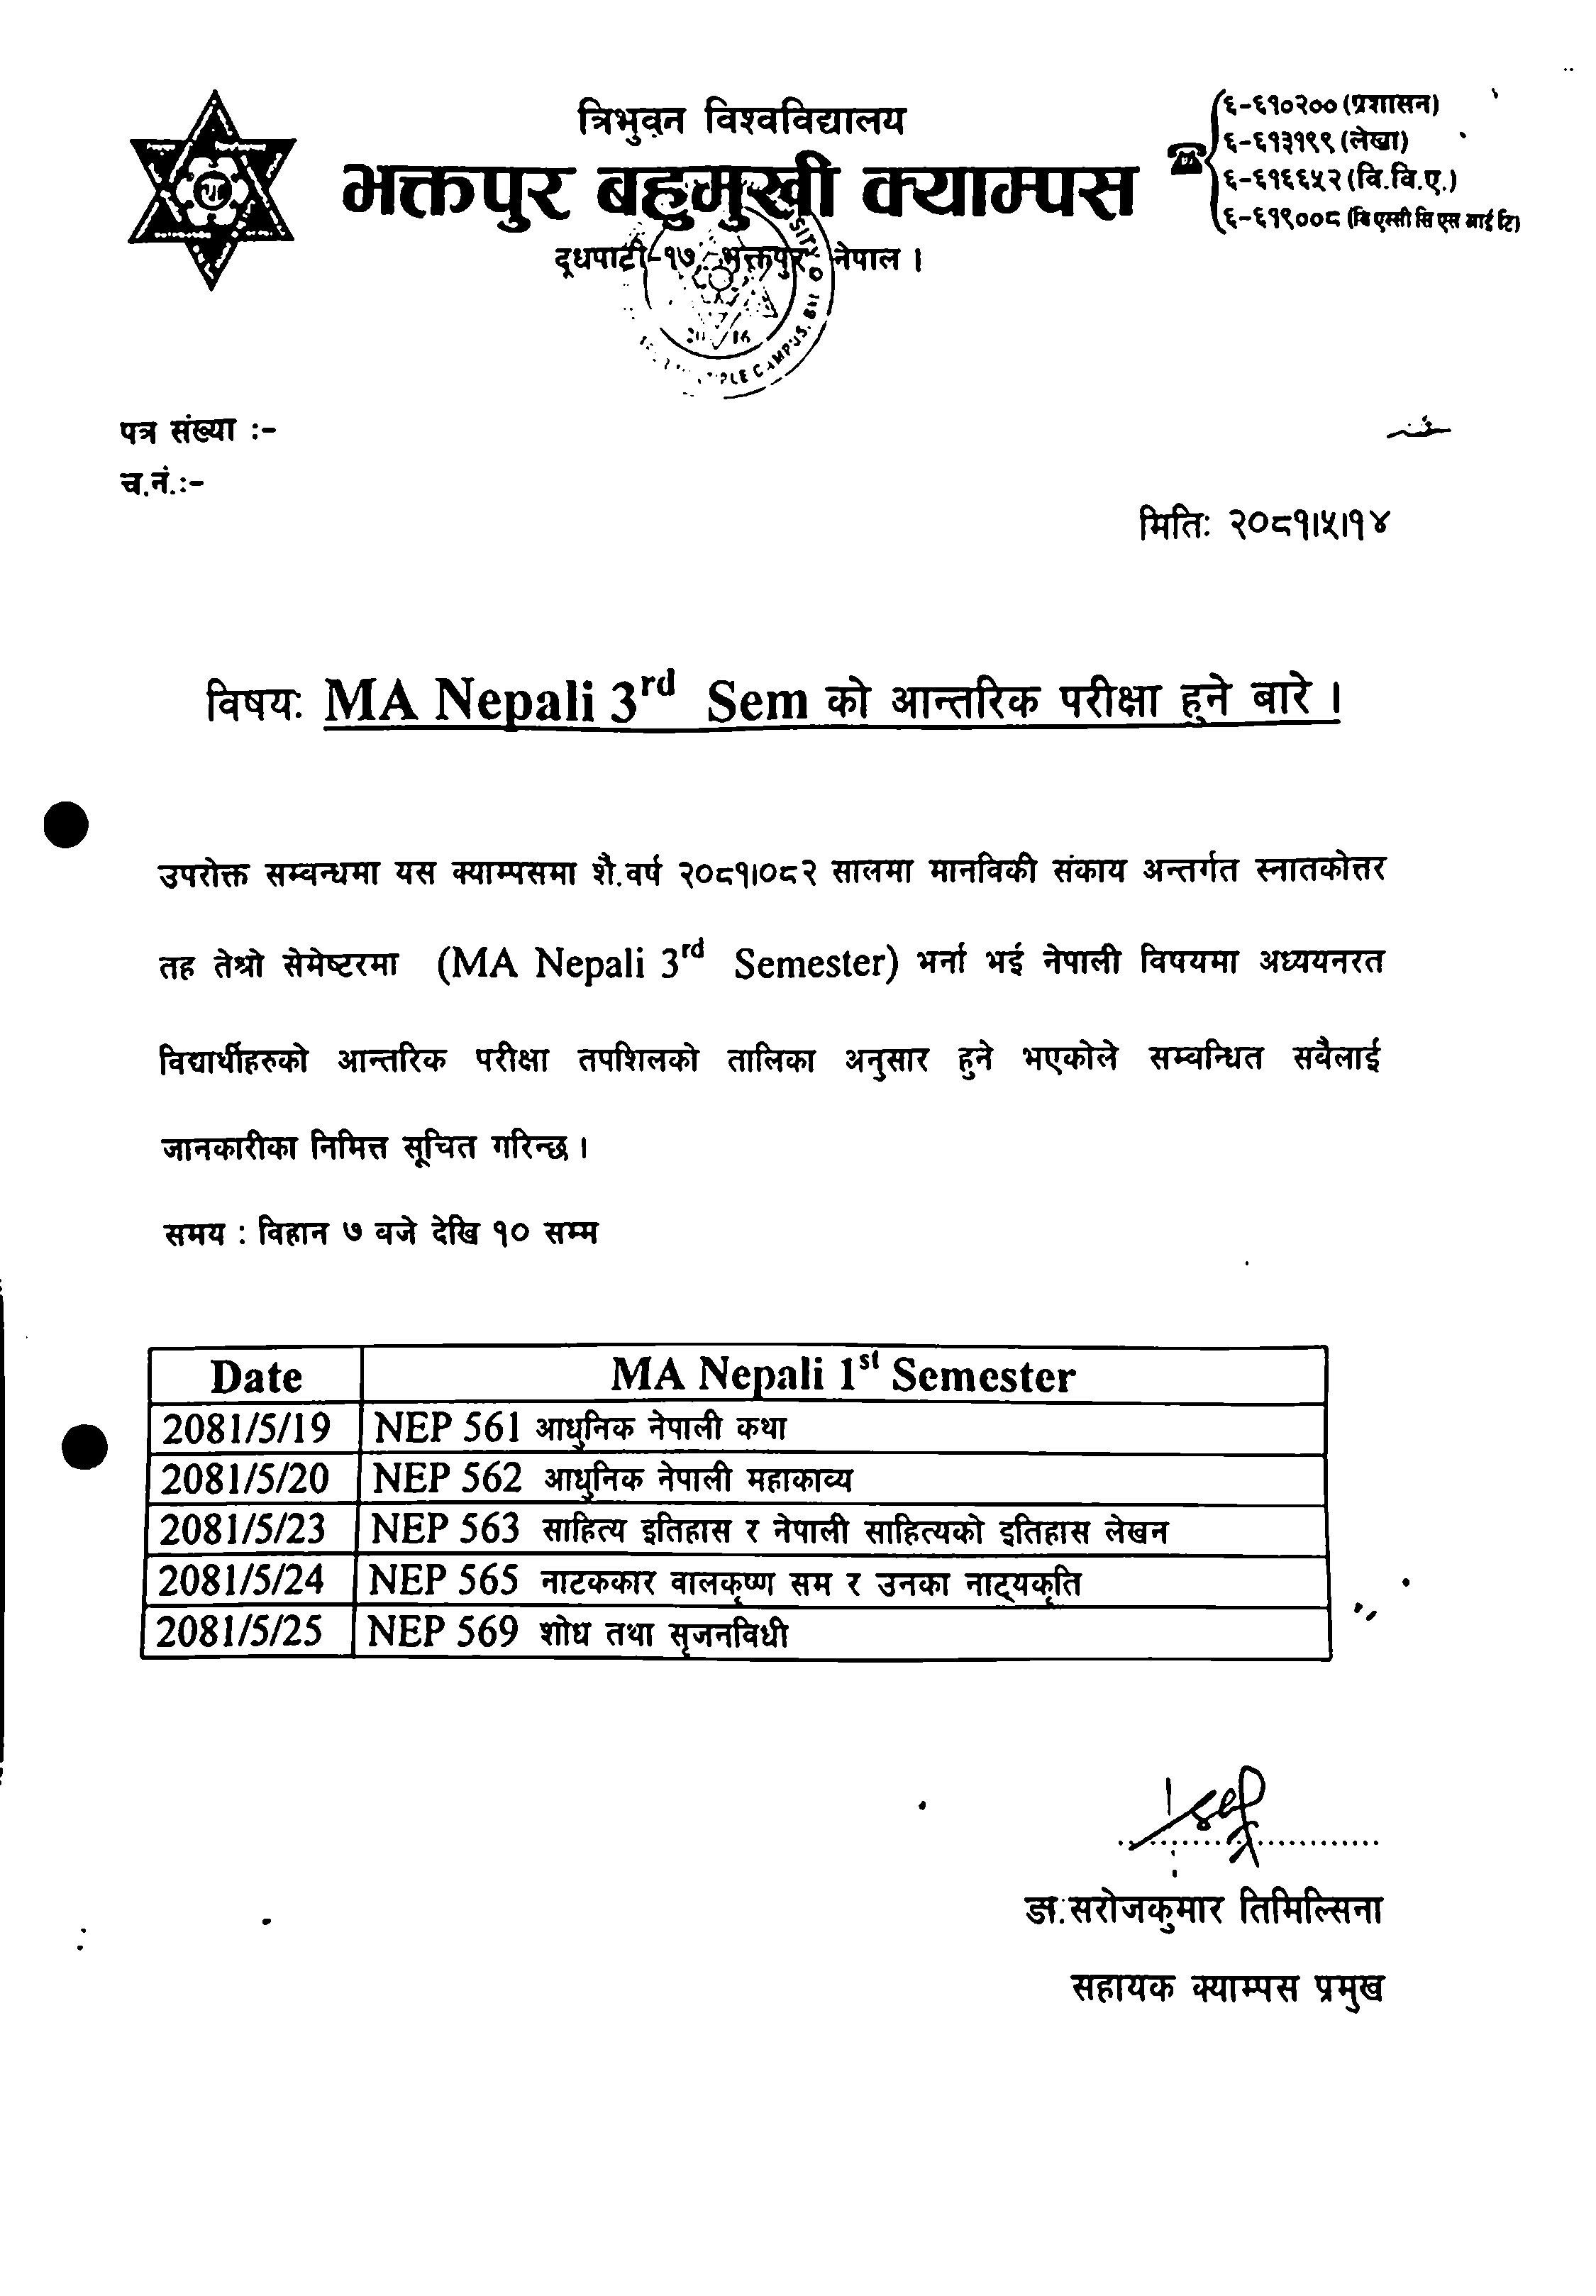 त्रिभुवन विश्वविद्यालय
भक्तपुर बहुमुखी क्याम्पस
दूधपाटी-१७ भक्तपुर नेपाल ।
६-६१०२०० (प्रशासन)
६-६१३१९९ (लेखा)
६-६१६६५२ (वि.वि.ए.)
६-६१९००८ (बि एस्सी सि एस आई टि)
पत्र संख्या :-
च.नं.:-
मिति: २०८१।५।१४
विषय: MA Nepali 3rd Sem को आन्तरिक परीक्षा हुने बारे ।
उपरोक्त सम्वन्धमा यस क्याम्पसमा शै.वर्ष २०८१।०८२ सालमा मानविकी संकाय अन्तर्गत स्नातकोत्तर
तह तेश्रो सेमेष्टरमा (MA Nepali 3rd Semester) भर्ना भई नेपाली विषयमा अध्ययनरत
विद्यार्थीहरुको आन्तरिक परीक्षा तपशिलको तालिका अनुसार हुने भएकोले सम्वन्धित सवैलाई
जानकारीका निमित्त सूचित गरिन्छ ।
समय : विहान ७ वजे देखि १० सम्म
Date MA Nepali 1st Semester
2081/5/19 NEP 561 आधुनिक नेपाली कथा
2081/5/20 NEP 562 आधुनिक नेपाली महाकाव्य
2081/5/23 NEP 563 साहित्य इतिहास र नेपाली साहित्यको इतिहास लेखन
2081/5/24 NEP 565 नाटककार वालकृष्ण सम र उनका नाट्यकृति
2081/5/25 NEP 569 शोध तथा सृजनविधी
डा.सरोजकुमार तिमिल्सिना
सहायक क्याम्पस प्रमुख